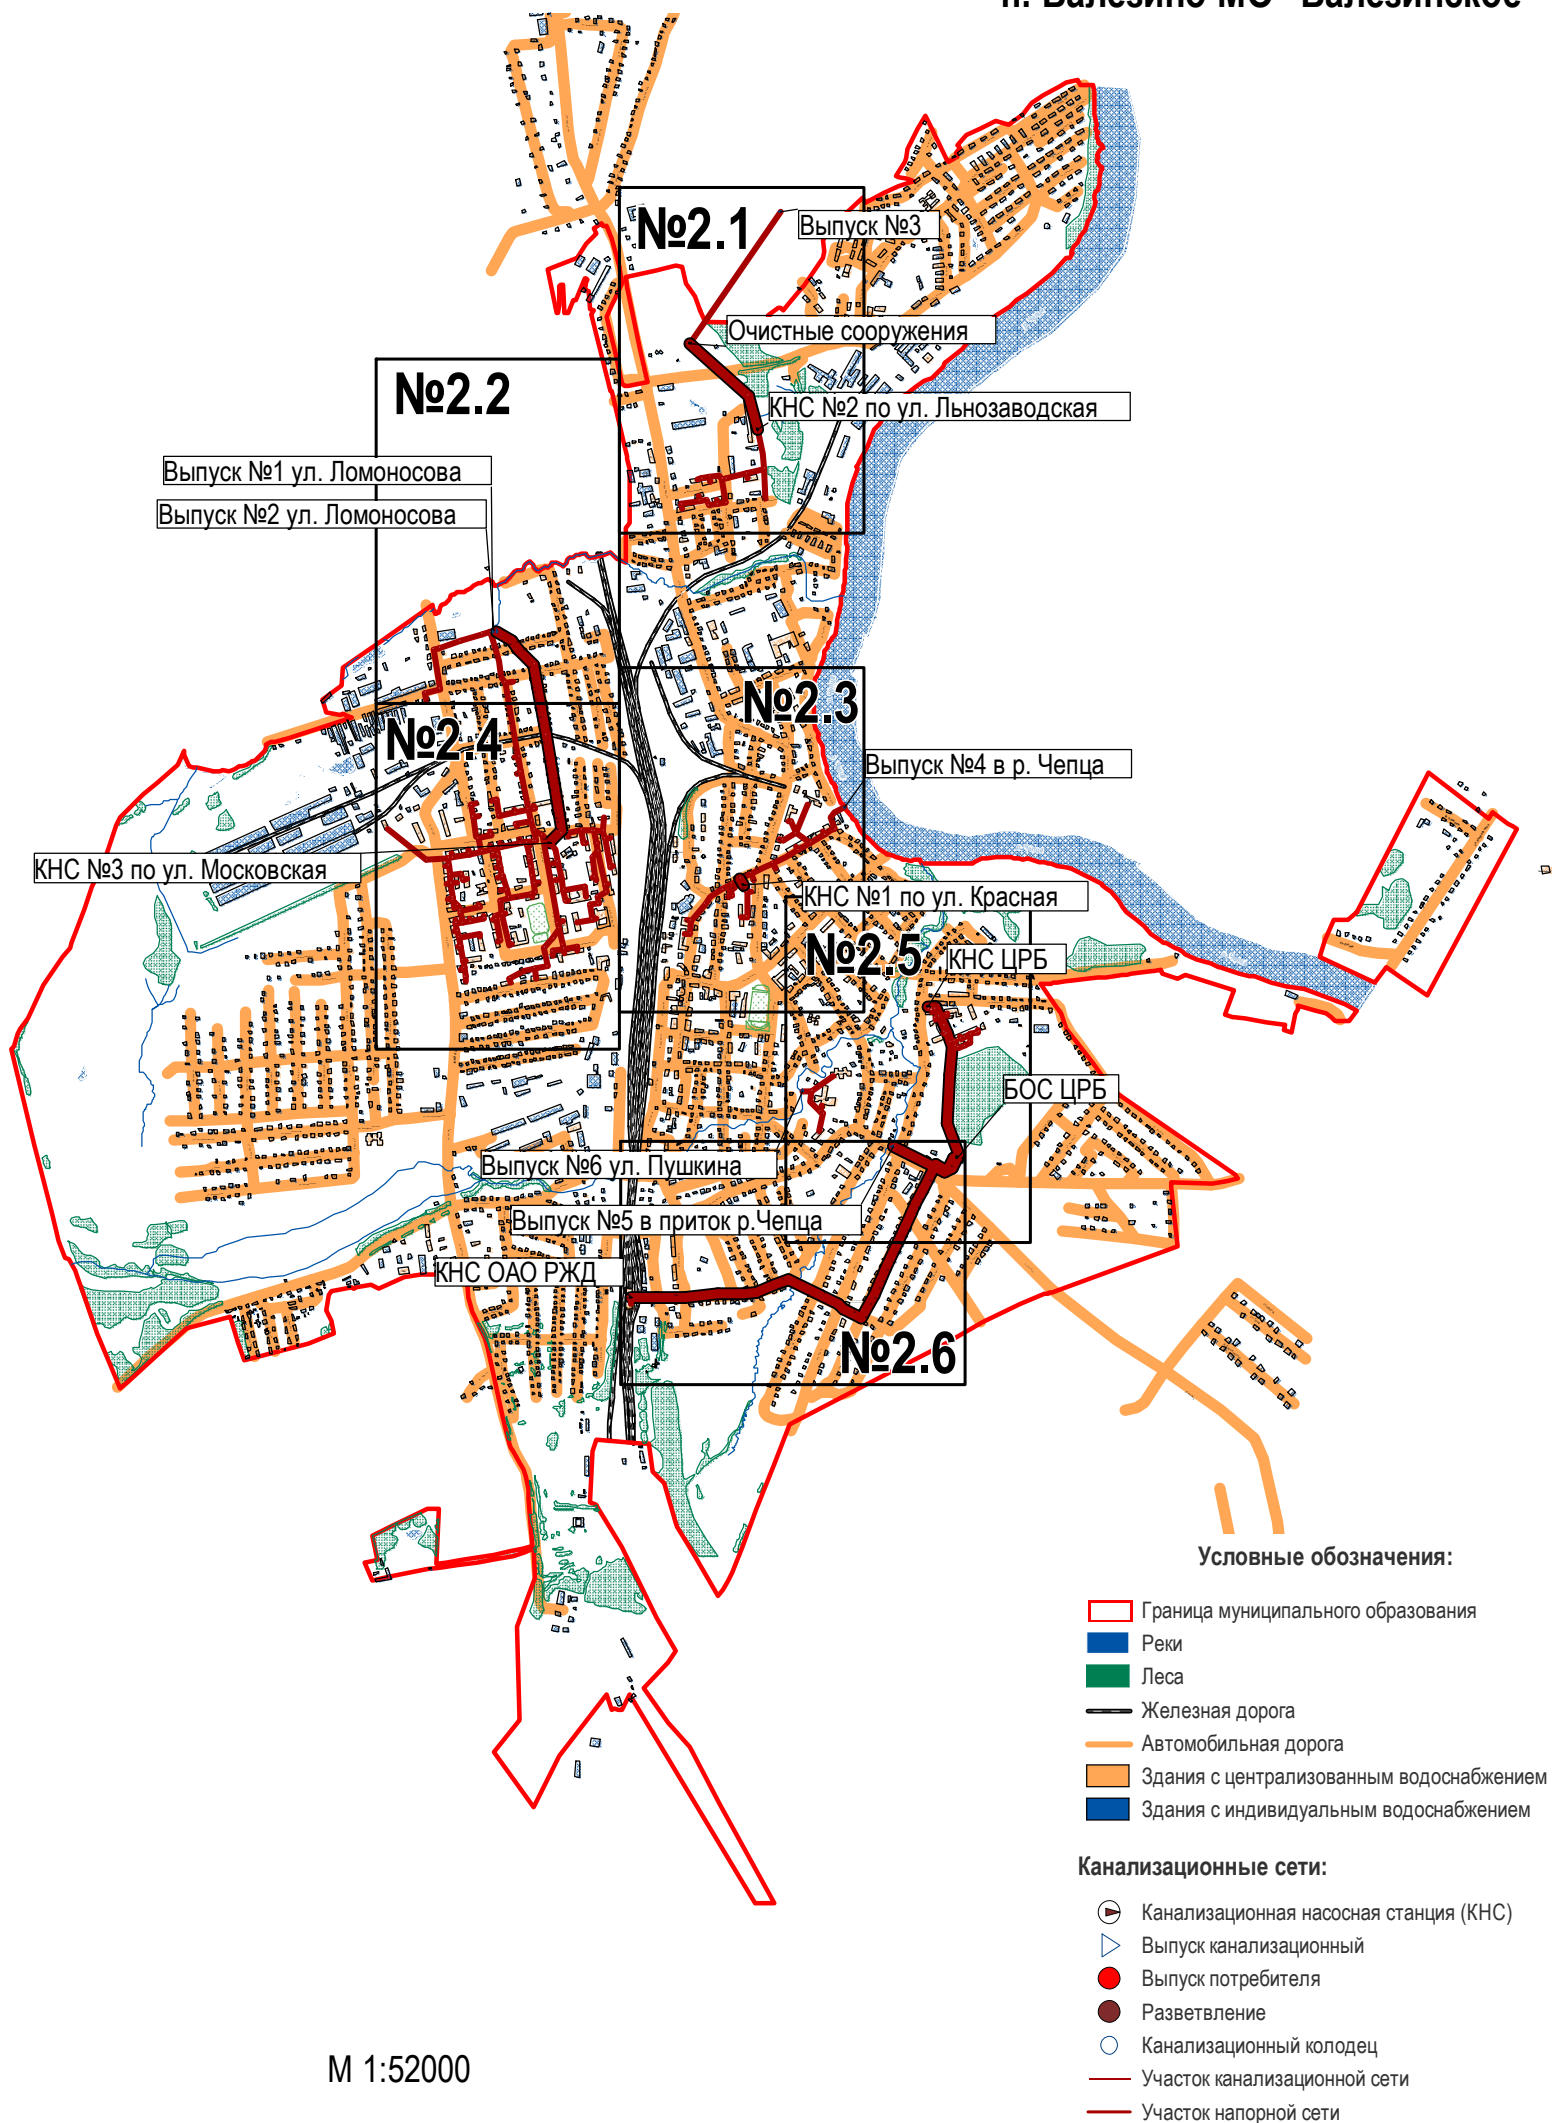 п. Балезино МО "Балезинское"
№2.1
Выпуск №3
Очистные сооружения
№2.2
КНС №2 по ул. Льнозаводская
Выпуск №1 ул. Ломоносова
Выпуск №2 ул. Ломоносова
№2.3
№2.4
Выпуск №4 в р. Чепца
КНС №3 по ул. Московская
КНС №1 по ул. Красная
№2.5
КНС ЦРБ
БОС ЦРБ
Выпуск №6 ул. Пушкина
Выпуск №5 в приток р.Чепца
КНС ОАО РЖД
№2.6
Условные обозначения:
Граница муниципального образования
Реки
Леса
Железная дорога
Автомобильная дорога
Здания с централизованным водоснабжением
Здания с индивидуальным водоснабжением
Канализационные сети:
Канализационная насосная станция (КНС)
Выпуск канализационный
Выпуск потребителя
Разветвление
Канализационный колодец
Участок канализационной сети
Участок напорной сети
М 1:52000